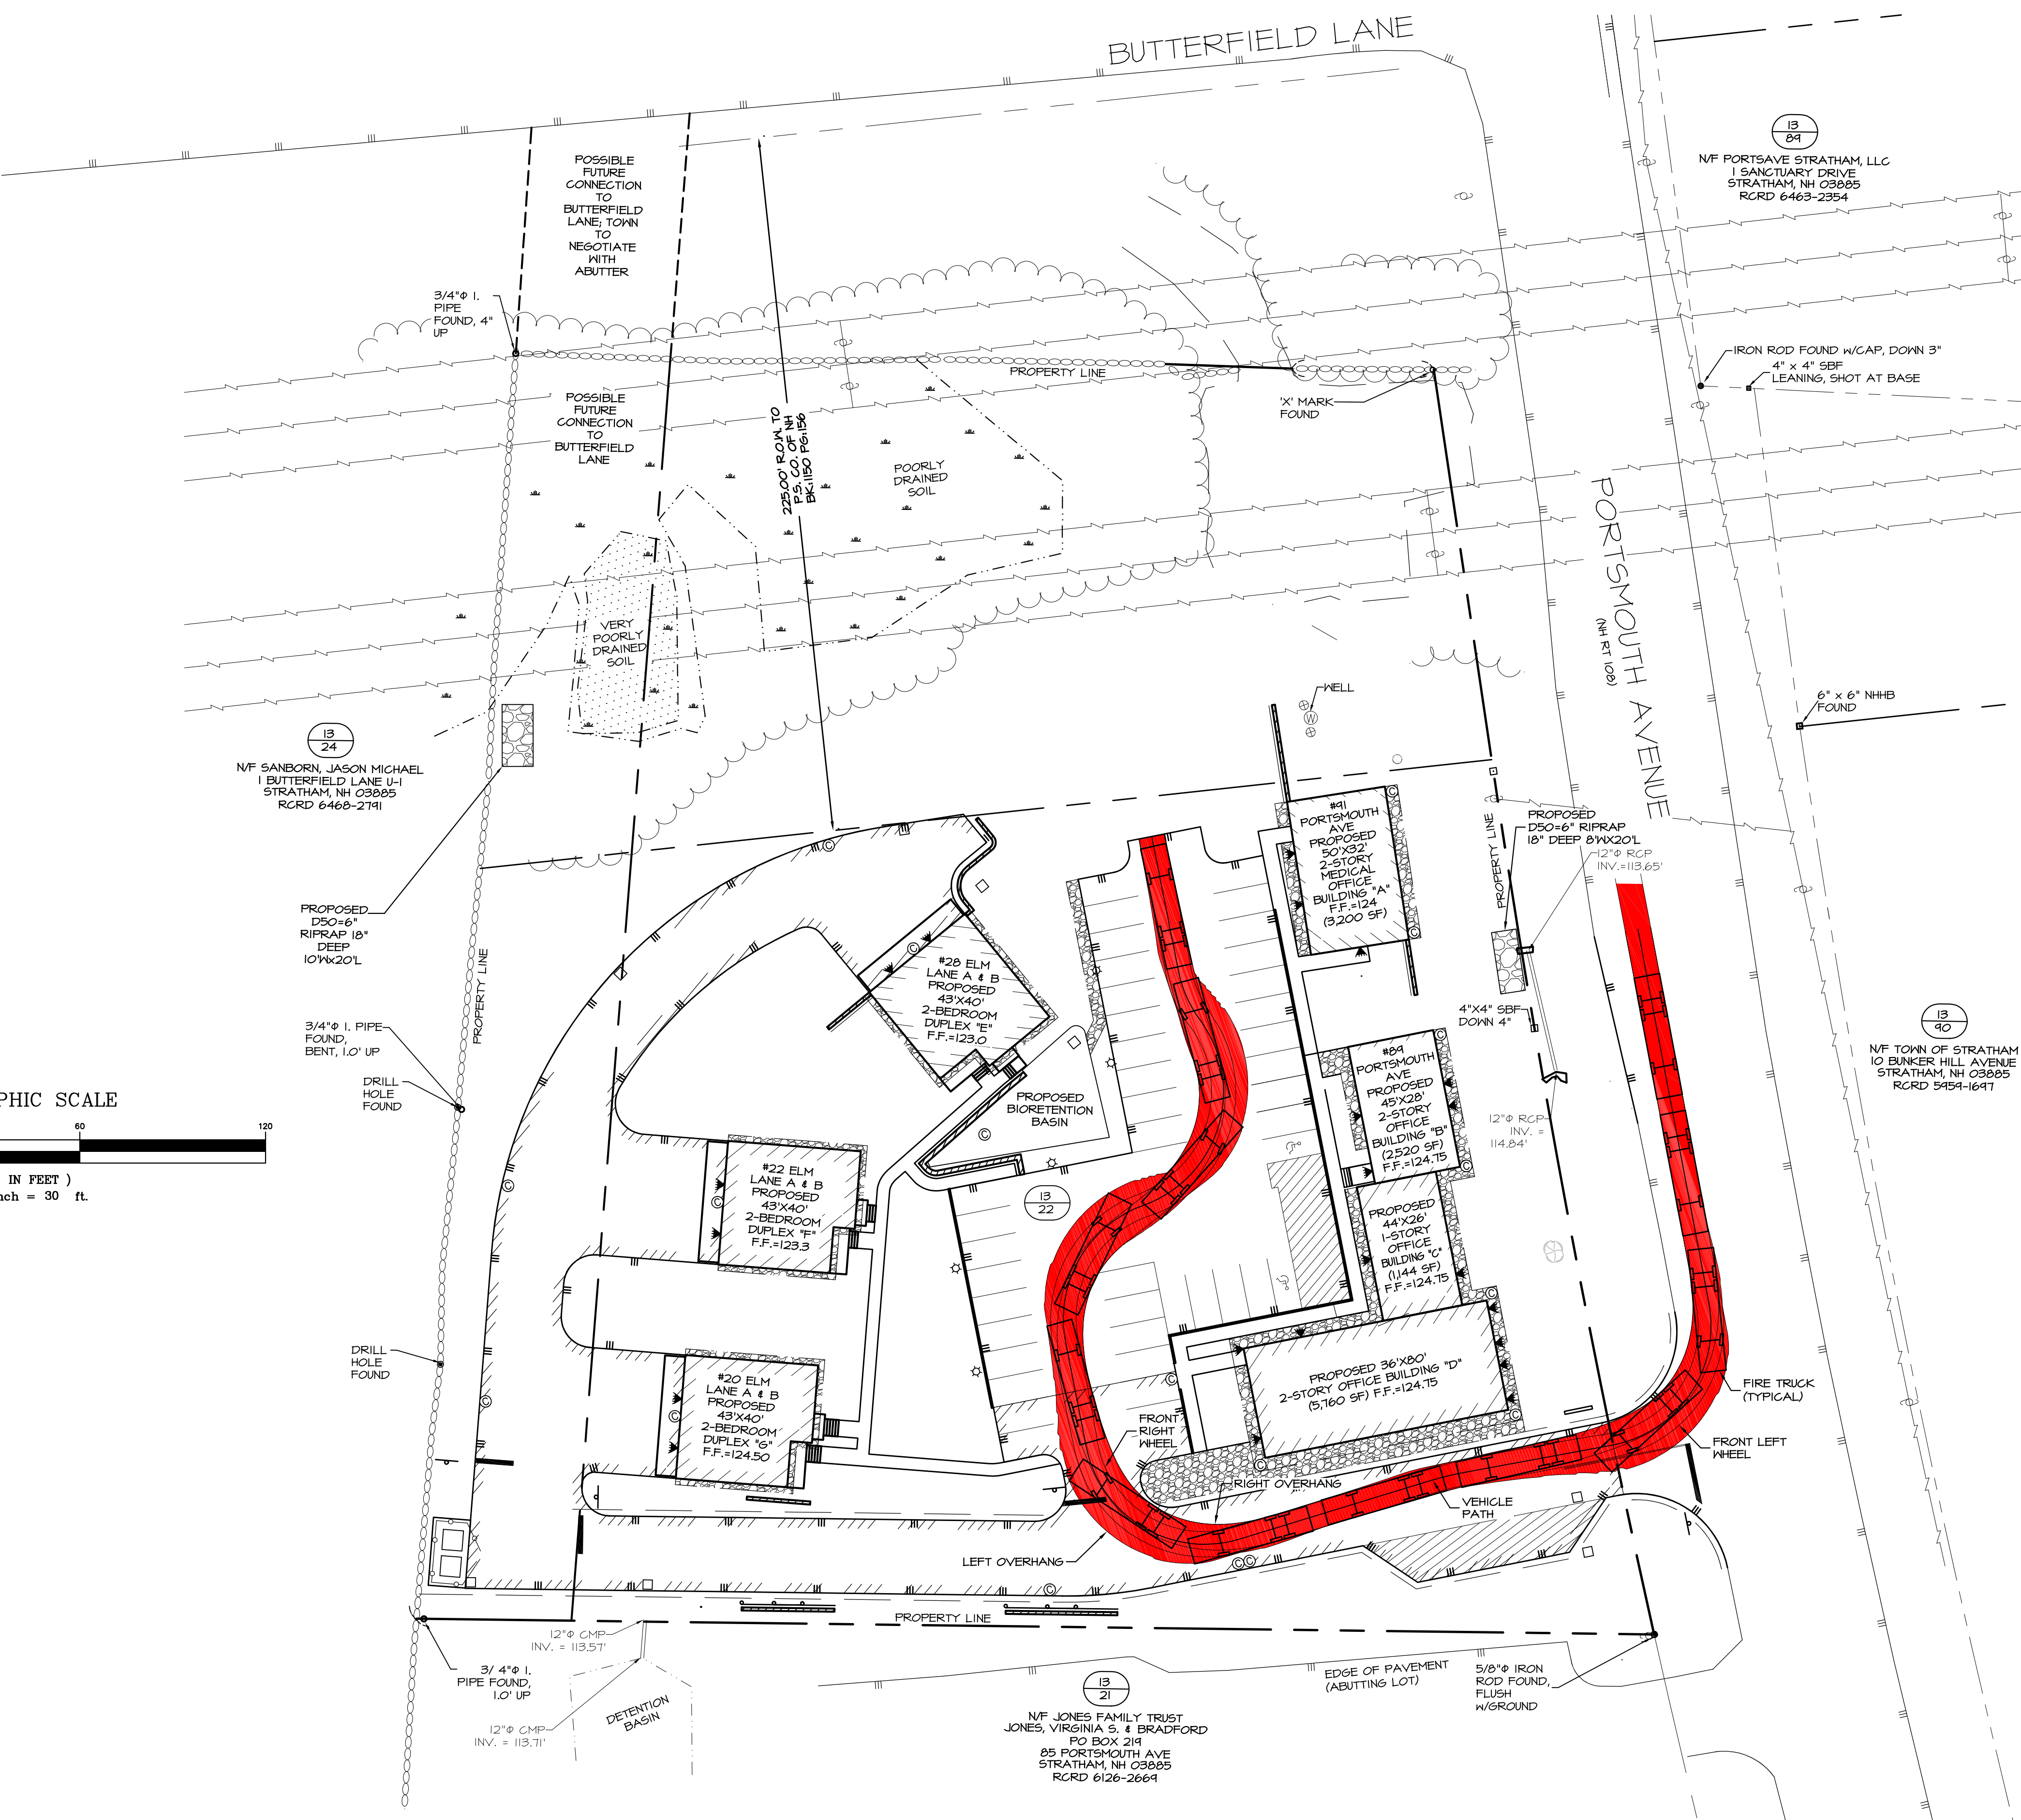 BUTTERFIELD LANE
13
89
N/F PORTSAVE STRATHAM, LLC
1 SANCTUARY DRIVE
STRATHAM, NH 03885
RCRD 6463-2354
POSSIBLE
FUTURE
CONNECTION
TO
BUTTERFIELD
LANE; TOWN
TO
NEGOTIATE
WITH
ABUTTER
3/4"Φ I.
PIPE
FOUND, 4"
UP
PROPERTY LINE
IRON ROD FOUND W/CAP, DOWN 3"
4" x 4" SBF
LEANING, SHOT AT BASE
'X' MARK
FOUND
POSSIBLE
FUTURE
CONNECTION
TO
BUTTERFIELD
LANE
225.00' R.O.W. TO
P.S. CO. OF NH
BK:1150 PG:156
POORLY
DRAINED
SOIL
PORTSMOUTH AVENUE
(NH RT 108)
VERY
POORLY
DRAINED
SOIL
WELL
W
6" x 6" NHHB
FOUND
13
24
N/F SANBORN, JASON MICHAEL
1 BUTTERFIELD LANE U-1
STRATHAM, NH 03885
RCRD 6468-2791
#91
PORTSMOUTH
AVE
PROPOSED
50'X32'
2-STORY
MEDICAL
OFFICE
BUILDING "A"
F.F.=124
(3,200 SF)
PROPERTY LINE
PROPOSED
D50=6" RIPRAP
18" DEEP 8'WX20'L
12"Φ RCP
INV.=113.65'
PROPOSED
D50=6"
RIPRAP 18"
DEEP
10'Wx20'L
PROPERTY LINE
#28 ELM
LANE A & B
PROPOSED
43'X40'
2-BEDROOM
DUPLEX "E"
F.F.=123.0
4"X4" SBF
DOWN 4"
3/4"Φ I. PIPE
FOUND,
BENT, 1.0' UP
DRILL
HOLE
FOUND
13
90
N/F TOWN OF STRATHAM
10 BUNKER HILL AVENUE
STRATHAM, NH 03885
RCRD 5959-1697
PHIC SCALE
60
120
IN FEET )
nch = 30 ft.
PROPOSED
BIORETENTION
BASIN
#89
PORTSMOUTH
AVE
PROPOSED
45'X28'
2-STORY
OFFICE
BUILDING "B"
(2,520 SF)
F.F.=124.75
12"Φ RCP
INV. =
114.84'
#22 ELM
LANE A & B
PROPOSED
43'X40'
2-BEDROOM
DUPLEX "F"
F.F.=123.3
13
22
PROPOSED
44'X26'
1-STORY
OFFICE
BUILDING "C"
(1,144 SF)
F.F.=124.75
DRILL
HOLE
FOUND
#20 ELM
LANE A & B
PROPOSED
43'X40'
2-BEDROOM
DUPLEX "G"
F.F.=124.50
PROPOSED 36'X80'
2-STORY OFFICE BUILDING "D"
(5,760 SF) F.F.=124.75
FIRE TRUCK
(TYPICAL)
FRONT
RIGHT
WHEEL
FRONT LEFT
WHEEL
RIGHT OVERHANG
VEHICLE
PATH
LEFT OVERHANG
PROPERTY LINE
12"Φ CMP
INV. = 113.57'
3/ 4"Φ I.
PIPE FOUND,
1.0' UP
12"Φ CMP
INV. = 113.71'
DETENTION
BASIN
EDGE OF PAVEMENT
(ABUTTING LOT)
5/8"Φ IRON
ROD FOUND,
FLUSH
W/GROUND
13
21
N/F JONES FAMILY TRUST
JONES, VIRGINIA S. & BRADFORD
PO BOX 219
85 PORTSMOUTH AVE
STRATHAM, NH 03885
RCRD 6126-2669